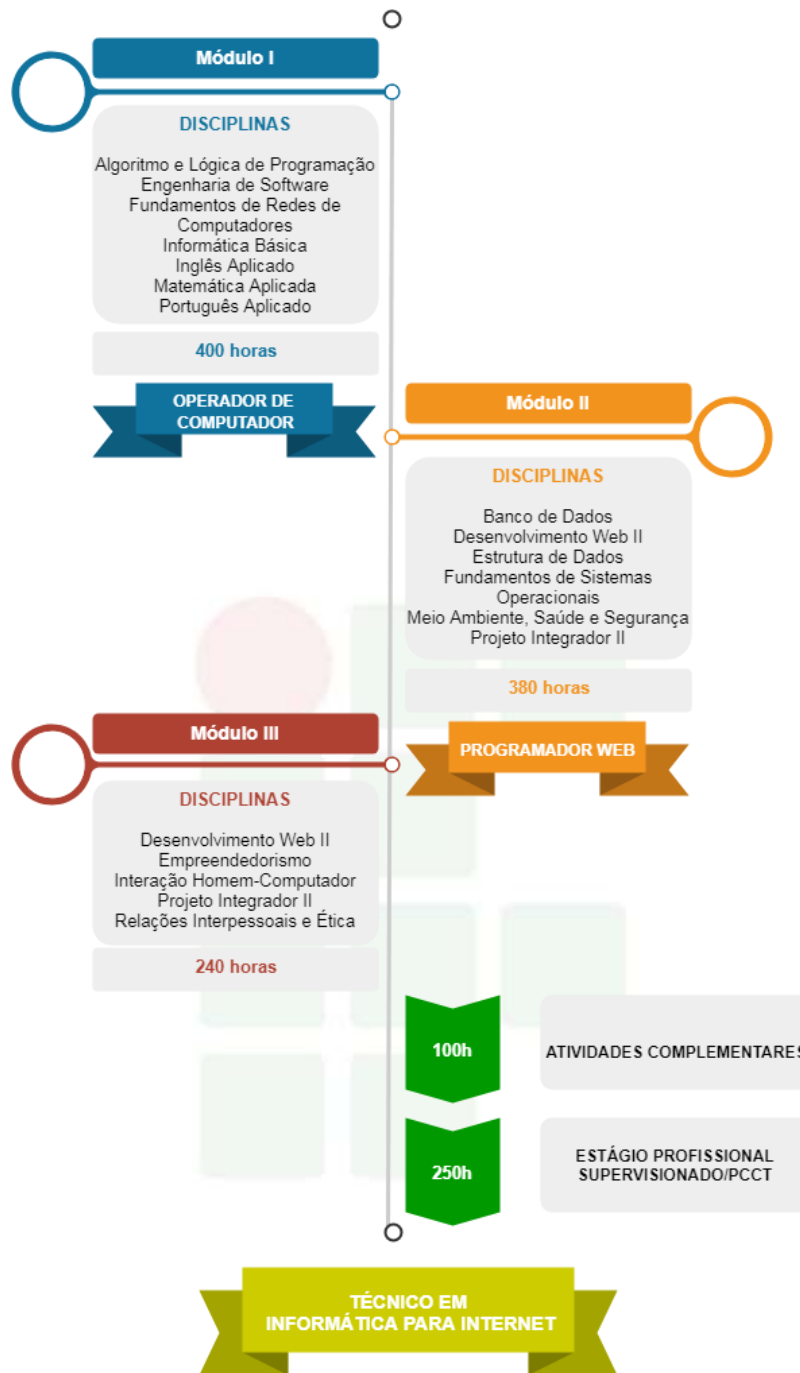 Módulo I
DISCIPLINAS
Algoritmo e Lógica de Programação
Engenharia de Software
Fundamentos de Redes de
Computadores
Informática Básica
Inglês Aplicado
Matemática Aplicada
Português Aplicado
400 horas
OPERADOR DE
COMPUTADOR
Módulo II
DISCIPLINAS
Banco de Dados
Desenvolvimento Web II
Estrutura de Dados
Fundamentos de Sistemas
Operacionais
Meio Ambiente, Saúde e Segurança
Projeto Integrador II
380 horas
PROGRAMADOR WEB
Módulo III
DISCIPLINAS
Desenvolvimento Web II
Empreendedorismo
Interação Homem-Computador
Projeto Integrador II
Relações Interpessoais e Ética
240 horas
100h
ATIVIDADES COMPLEMENTARES
250h
ESTÁGIO PROFISSIONAL
SUPERVISIONADO/PCCT
TÉCNICO EM
INFORMÁTICA PARA INTERNET